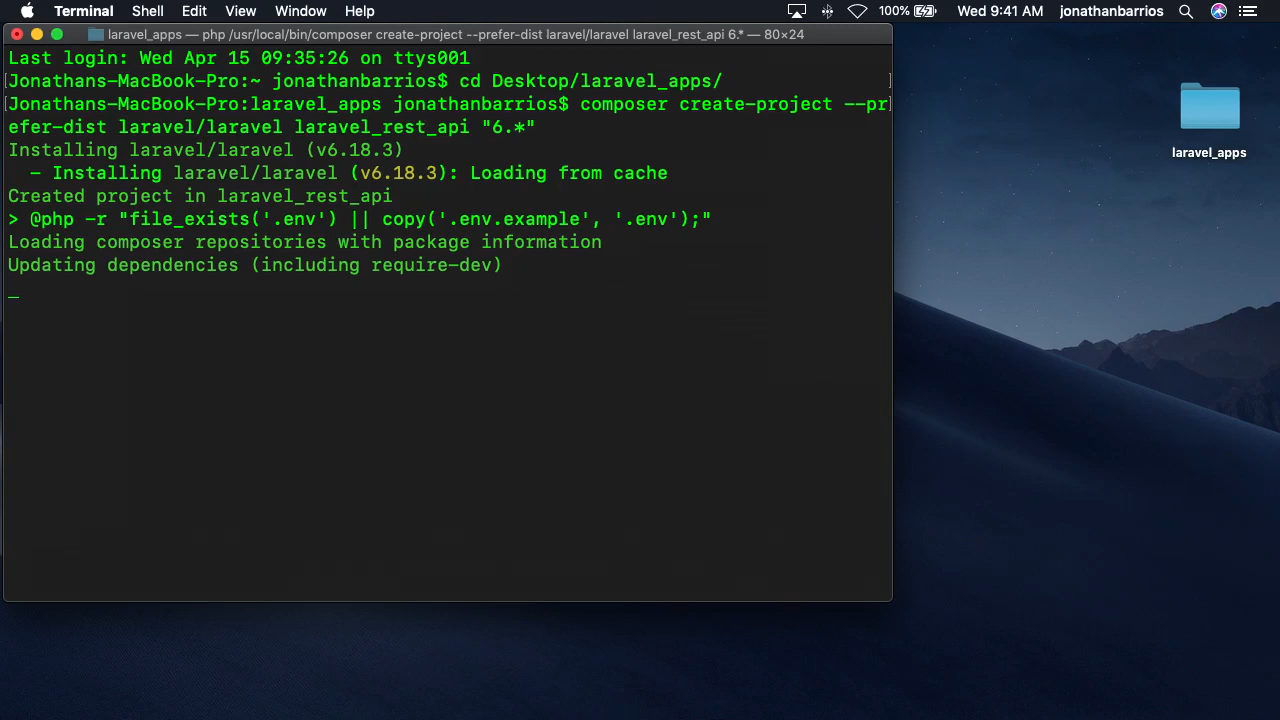 Terminal Shell Edit View Window Help 100% Wed 9:41 AM jonathanbarrios
laravel_apps — php /usr/local/bin/composer create-project --prefer-dist laravel/laravel laravel_rest_api 6.* — 80×24
Last login: Wed Apr 15 09:35:26 on ttys001
[Jonathans-MacBook-Pro:~ jonathanbarrios$ cd Desktop/laravel_apps/ ]
[Jonathans-MacBook-Pro:laravel_apps jonathanbarrios$ composer create-project --pr]
efer-dist laravel/laravel laravel_rest_api "6.*"
Installing laravel/laravel (v6.18.3)
  - Installing laravel/laravel (v6.18.3): Loading from cache
Created project in laravel_rest_api
> @php -r "file_exists('.env') || copy('.env.example', '.env');"
Loading composer repositories with package information
Updating dependencies (including require-dev)
laravel_apps